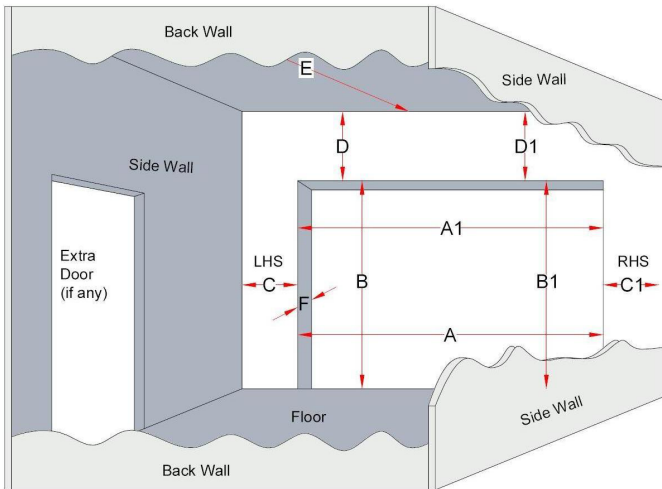 Back Wall
E
Side Wall
D
D1
Side Wall
A1
Extra
Door
(if any)
LHS
C
F
B
B1
RHS
C1
A
Floor
Side Wall
Back Wall